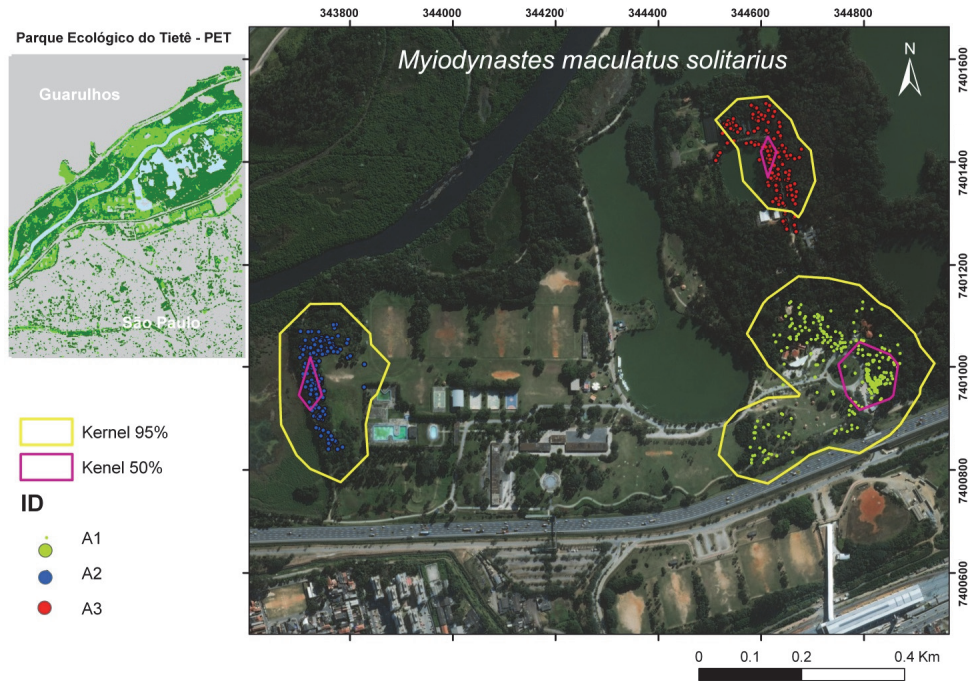 343800 344000 344200 344400 344600 344800
Parque Ecológico do Tietê - PET
Myiodynastes maculatus solitarius
N
Guarulhos
São Paulo
7401600
7401400
7401200
7401000
7400800
7400600
Kernel 95%
Kenel 50%
ID
A1
A2
A3
0 0.1 0.2 0.4 Km